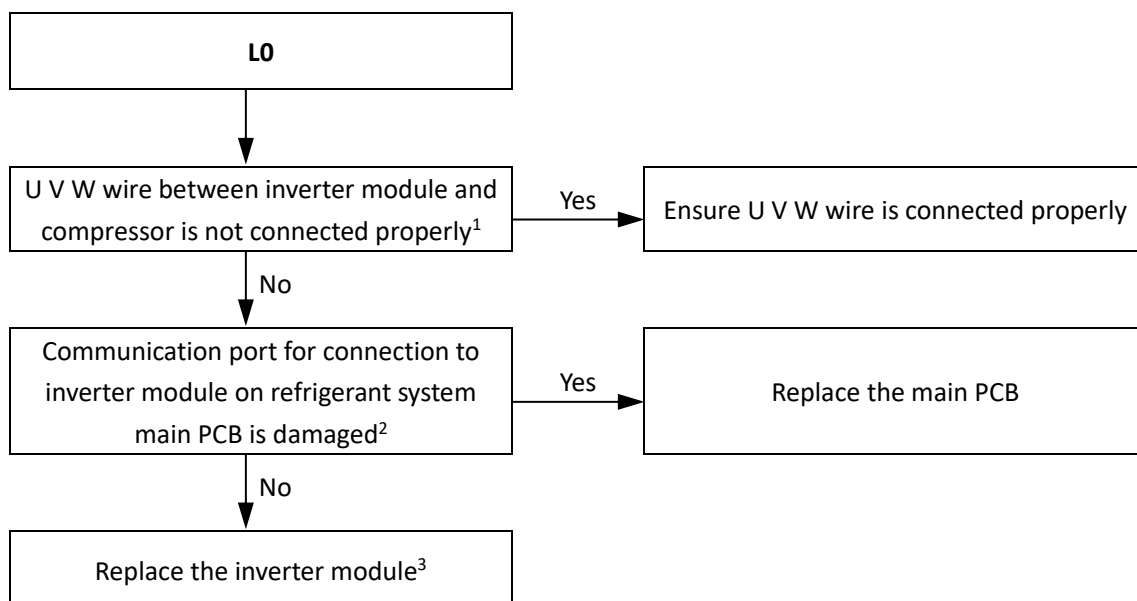 L0
U V W wire between inverter module and
compressor is not connected properly¹
Yes
Ensure U V W wire is connected properly
No
Communication port for connection to
inverter module on refrigerant system
main PCB is damaged²
Yes
Replace the main PCB
No
Replace the inverter module³